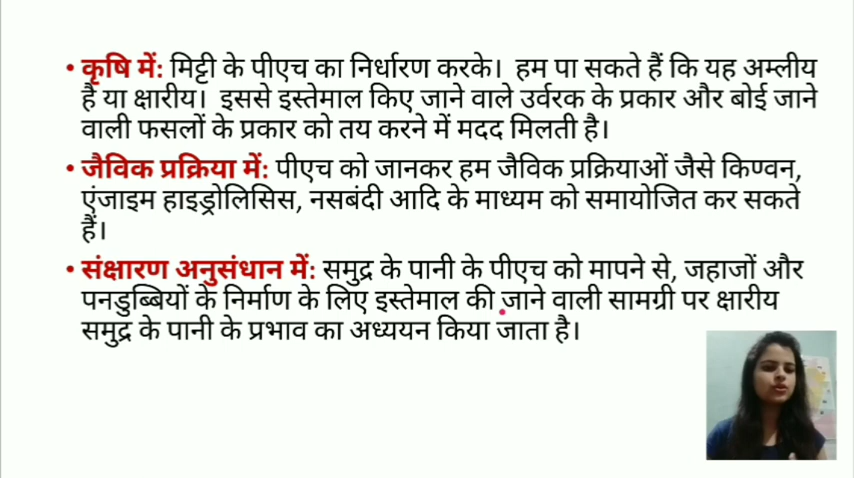 • कृषि में: मिट्टी के पीएच का निर्धारण करके। हम पा सकते हैं कि यह अम्लीय
है या क्षारीय। इससे इस्तेमाल किए जाने वाले उर्वरक के प्रकार और बोई जाने
वाली फसलों के प्रकार को तय करने में मदद मिलती है।
• जैविक प्रक्रिया में: पीएच को जानकर हम जैविक प्रक्रियाओं जैसे किण्वन,
एंजाइम हाइड्रोलिसिस, नसबंदी आदि के माध्यम को समायोजित कर सकते
हैं।
• संक्षारण अनुसंधान में: समुद्र के पानी के पीएच को मापने से, जहाजों और
पनडुब्बियों के निर्माण के लिए इस्तेमाल की जाने वाली सामग्री पर क्षारीय
समुद्र के पानी के प्रभाव का अध्ययन किया जाता है।